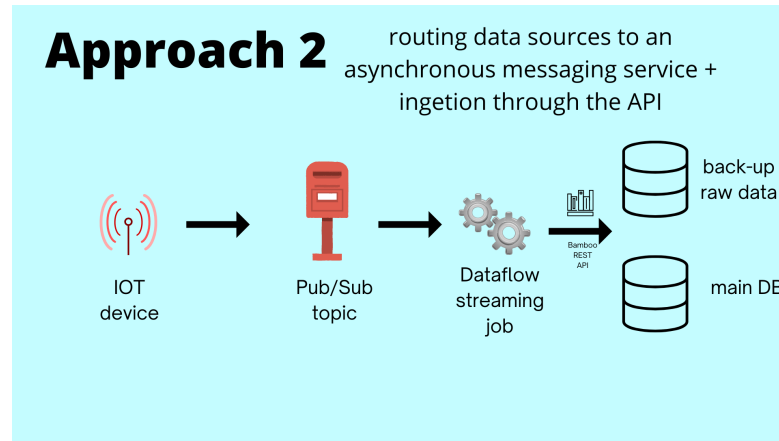 Approach 2
routing data sources to an
asynchronous messaging service +
ingetion through the API
IOT
device
Pub/Sub
topic
Dataflow
streaming
job
Bamboo
REST
API
back-up
raw data
main DB